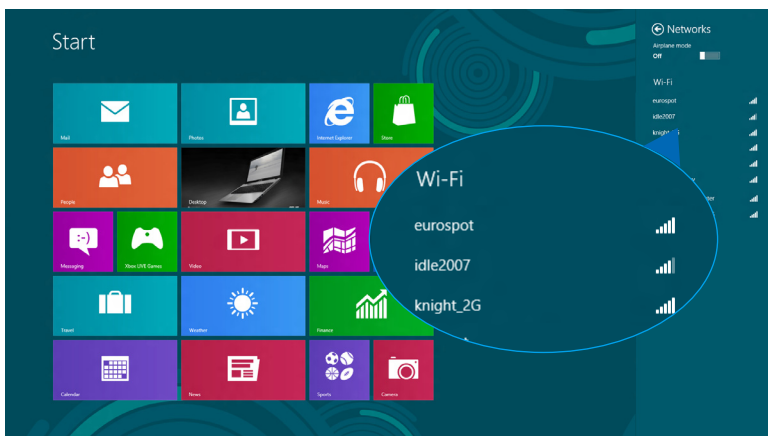 Start
Mail
Photos
Internet Explorer
Store
People
Desktop
Music
Messaging
Xbox LIVE Games
Video
Maps
Travel
Weather
Finance
Calendar
News
Sports
Camera
Networks
Airplane mode
Off
Wi-Fi
eurospot
idle2007
Wi-Fi
eurospot
idle2007
knight_2G